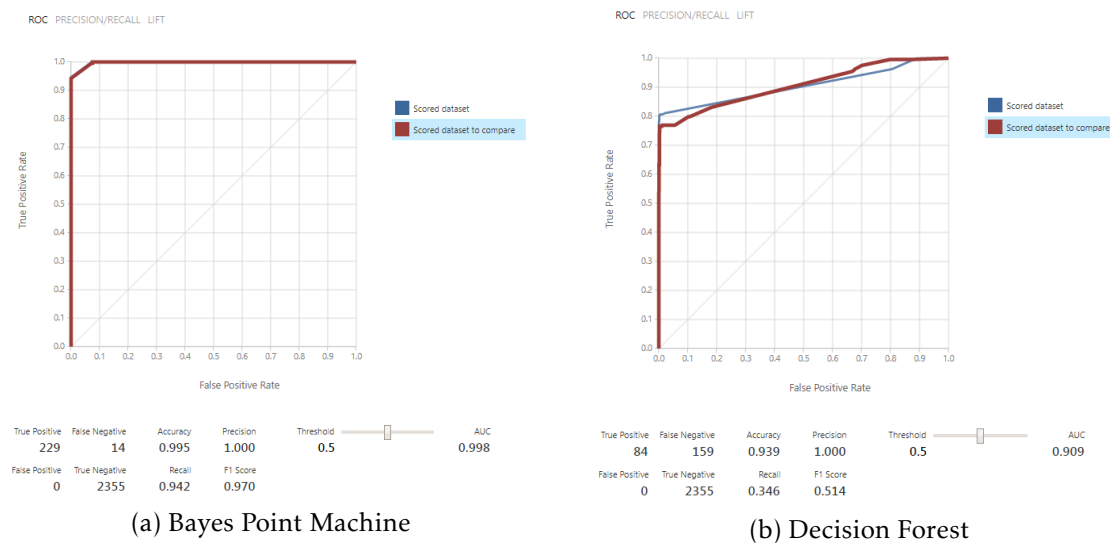 ROC PRECISION/RECALL LIFT
1.0
0.9
0.8
0.7
0.6
0.5
0.4
0.3
0.2
0.1
0.0
True Positive Rate
0.0 0.1 0.2 0.3 0.4 0.5 0.6 0.7 0.8 0.9 1.0
False Positive Rate
Scored dataset
Scored dataset to compare
True Positive False Negative Accuracy Precision Threshold AUC
229 14 0.995 1.000 0.5 0.998
False Positive True Negative Recall F1 Score
0 2355 0.942 0.970
(a) Bayes Point Machine
ROC PRECISION/RECALL LIFT
1.0
0.9
0.8
0.7
0.6
0.5
0.4
0.3
0.2
0.1
0.0
True Positive Rate
0.0 0.1 0.2 0.3 0.4 0.5 0.6 0.7 0.8 0.9 1.0
False Positive Rate
Scored dataset
Scored dataset to compare
True Positive False Negative Accuracy Precision Threshold AUC
84 159 0.939 1.000 0.5 0.909
False Positive True Negative Recall F1 Score
0 2355 0.346 0.514
(b) Decision Forest